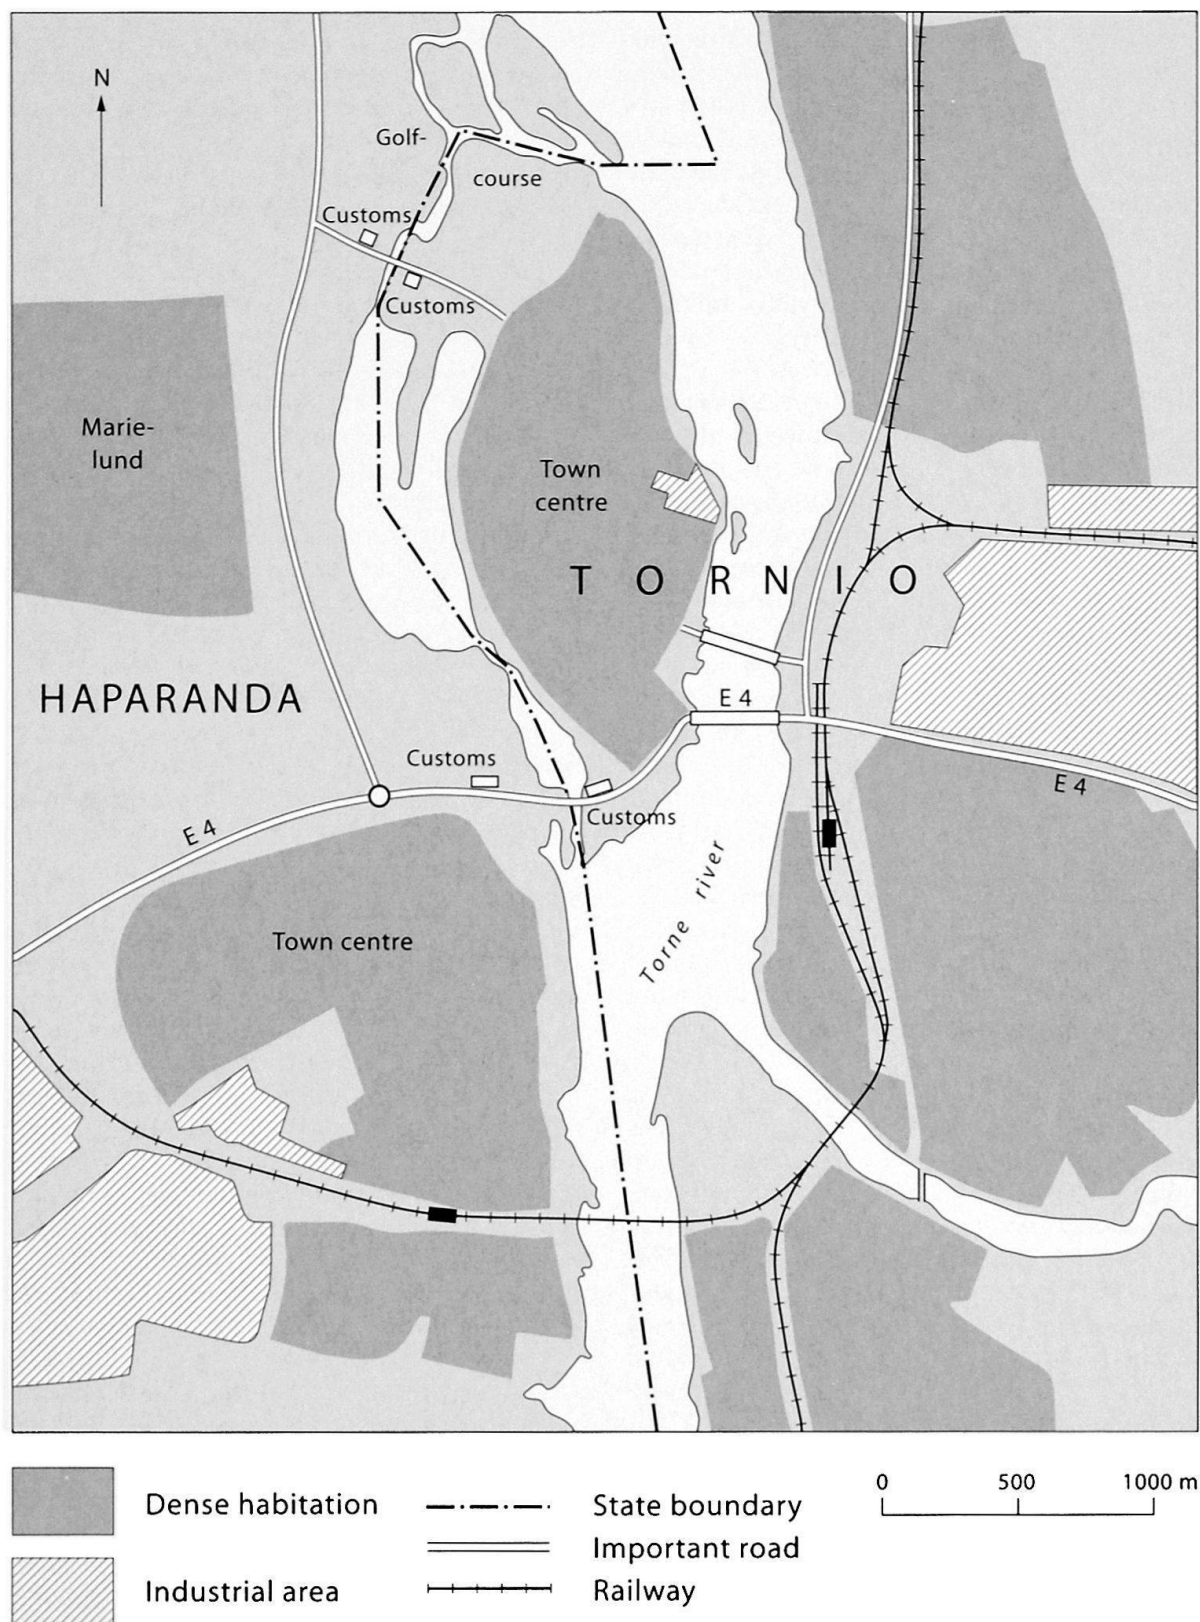 N
Golf-
course
Customs
Customs
Marie-
lund
Town
centre
TORNIO
HAPARANDA
E 4
Customs
E 4
Customs
E 4
Torne river
Town centre
0 500 1000 m
Dense habitation
State boundary
Important road
Industrial area
Railway